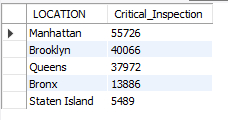 LOCATION Critical_Inspection
Manhattan 55726
Brooklyn 40066
Queens 37972
Bronx 13886
Staten Island 5489